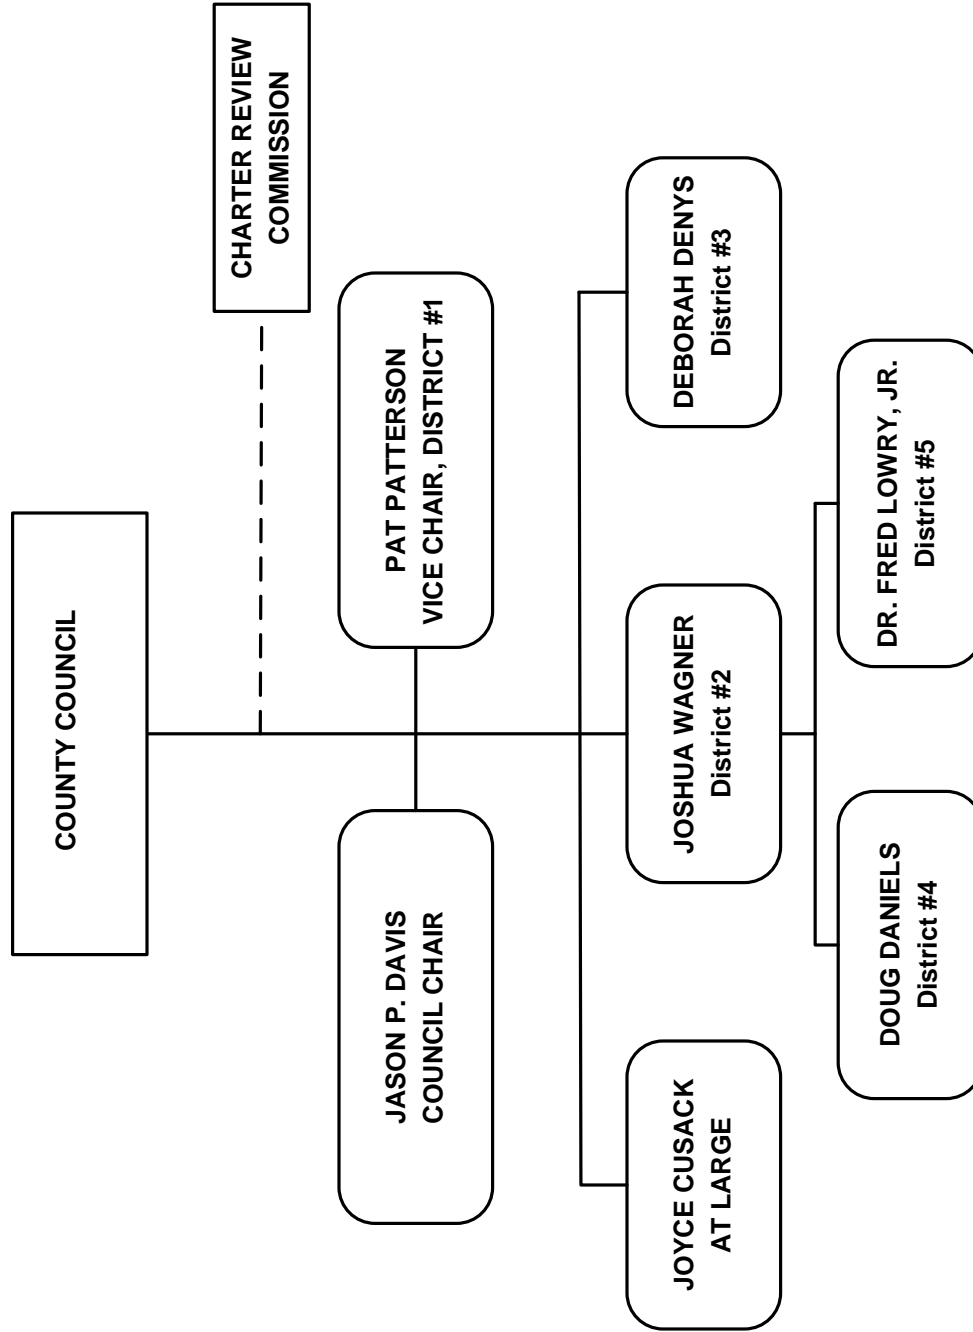 COUNTY COUNCIL
CHARTER REVIEW
COMMISSION
JASON P. DAVIS
COUNCIL CHAIR
PAT PATTERSON
VICE CHAIR, DISTRICT #1
JOYCE CUSACK
AT LARGE
JOSHUA WAGNER
District #2
DEBORAH DENYS
District #3
DOUG DANIELS
District #4
DR. FRED LOWRY, JR.
District #5